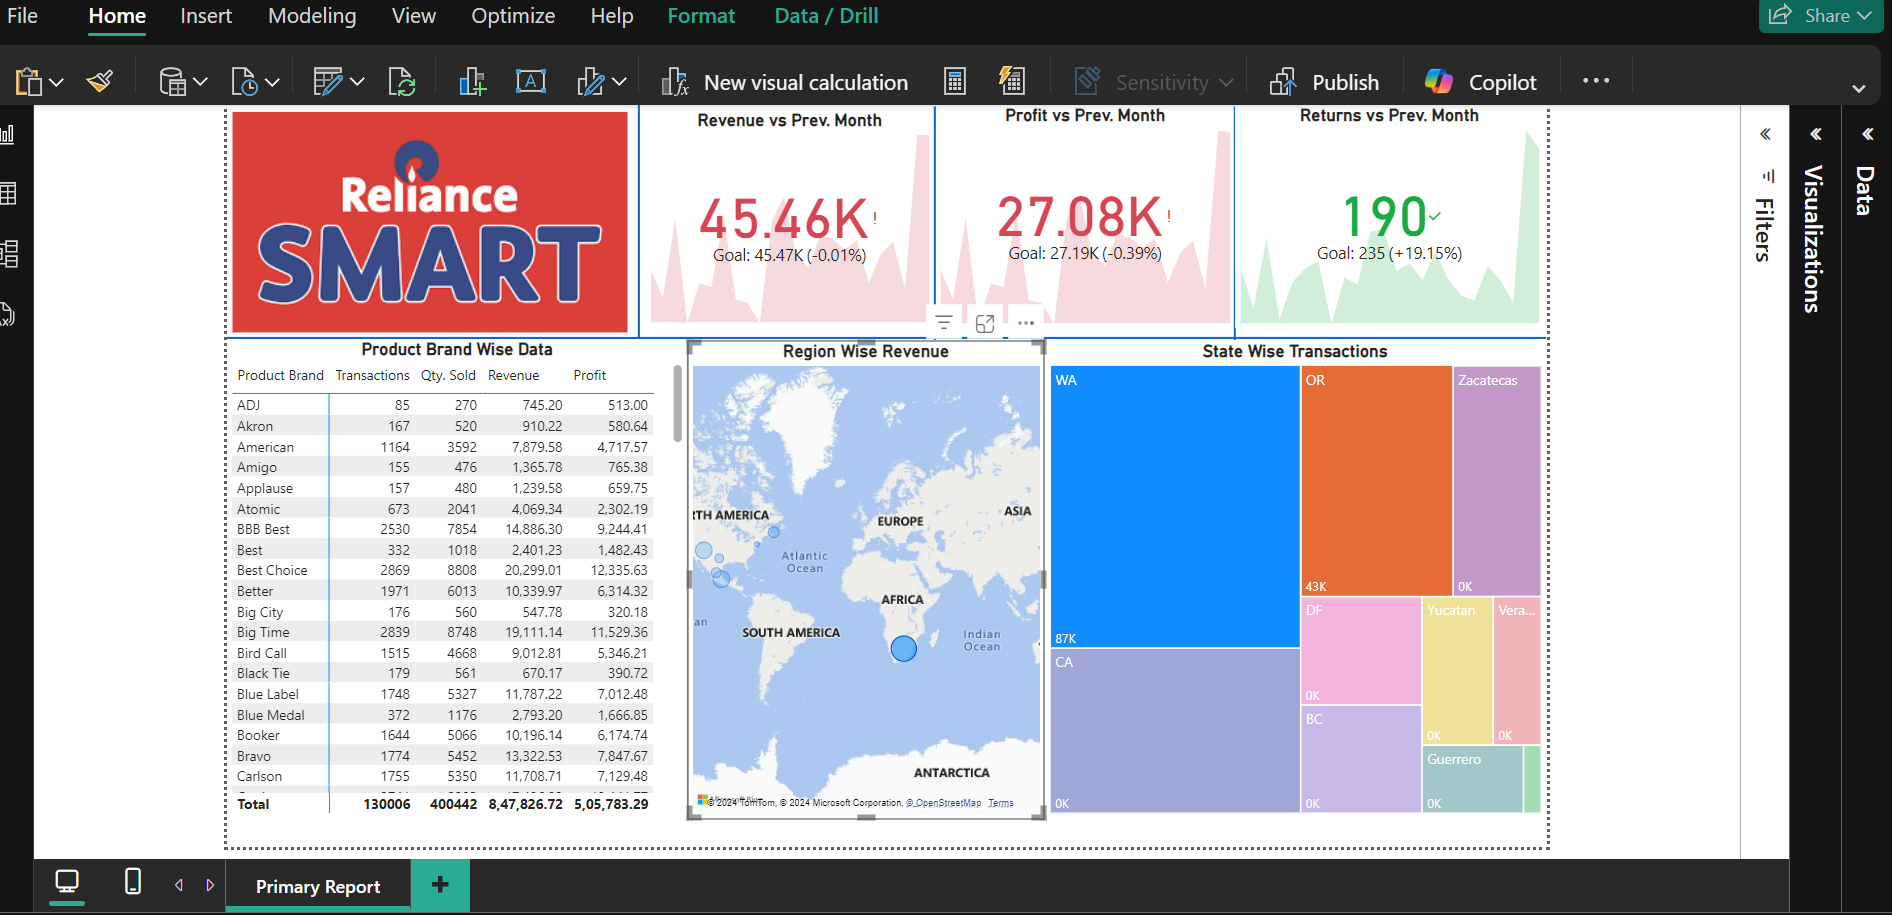 File Home Insert Modeling View Optimize Help Format Data / Drill Share
New visual calculation Sensitivity Publish Copilot
Reliance
SMART
Revenue vs Prev. Month
45.46K!
Goal: 45.47K (-0.01%)
Profit vs Prev. Month
27.08K!
Goal: 27.19K (-0.39%)
Returns vs Prev. Month
190
Goal: 235 (+19.15%)
Product Brand Wise Data
Product Brand Transactions Qty. Sold Revenue Profit
ADJ 85 270 745.20 513.00
Akron 167 520 910.22 580.64
American 1164 3592 7,879.58 4,717.57
Amigo 155 476 1,365.78 765.38
Applause 157 480 1,239.58 659.75
Atomic 673 2041 4,069.34 2,302.19
BBB Best 2530 7854 14,886.30 9,244.41
Best 332 1018 2,401.23 1,482.43
Best Choice 2869 8808 20,299.01 12,335.63
Better 1971 6013 10,339.97 6,314.32
Big City 176 560 547.78 320.18
Big Time 2839 8748 19,111.14 11,529.36
Bird Call 1515 4668 9,012.81 5,346.21
Black Tie 179 561 670.17 390.72
Blue Label 1748 5327 11,787.22 7,012.48
Blue Medal 372 1176 2,793.20 1,666.85
Booker 1644 5066 10,196.14 6,174.74
Bravo 1774 5452 13,322.53 7,847.67
Carlson 1755 5350 11,708.71 7,129.48
Total 130006 400442 8,47,826.72 5,05,783.29
Region Wise Revenue
RTH AMERICA
EUROPE
ASIA
Atlantic
Ocean
AFRICA
an
SOUTH AMERICA
Indian
Ocean
ANTARCTICA
© 2024 TomTom, © 2024 Microsoft Corporation, © OpenStreetMap Terms
State Wise Transactions
WA
87K
CA
0K
OR
43K
Zacatecas
0K
DF
0K
BC
0K
Yucatan
0K
Vera...
0K
Guerrero
0K
Filters
Visualizations
Data
Primary Report